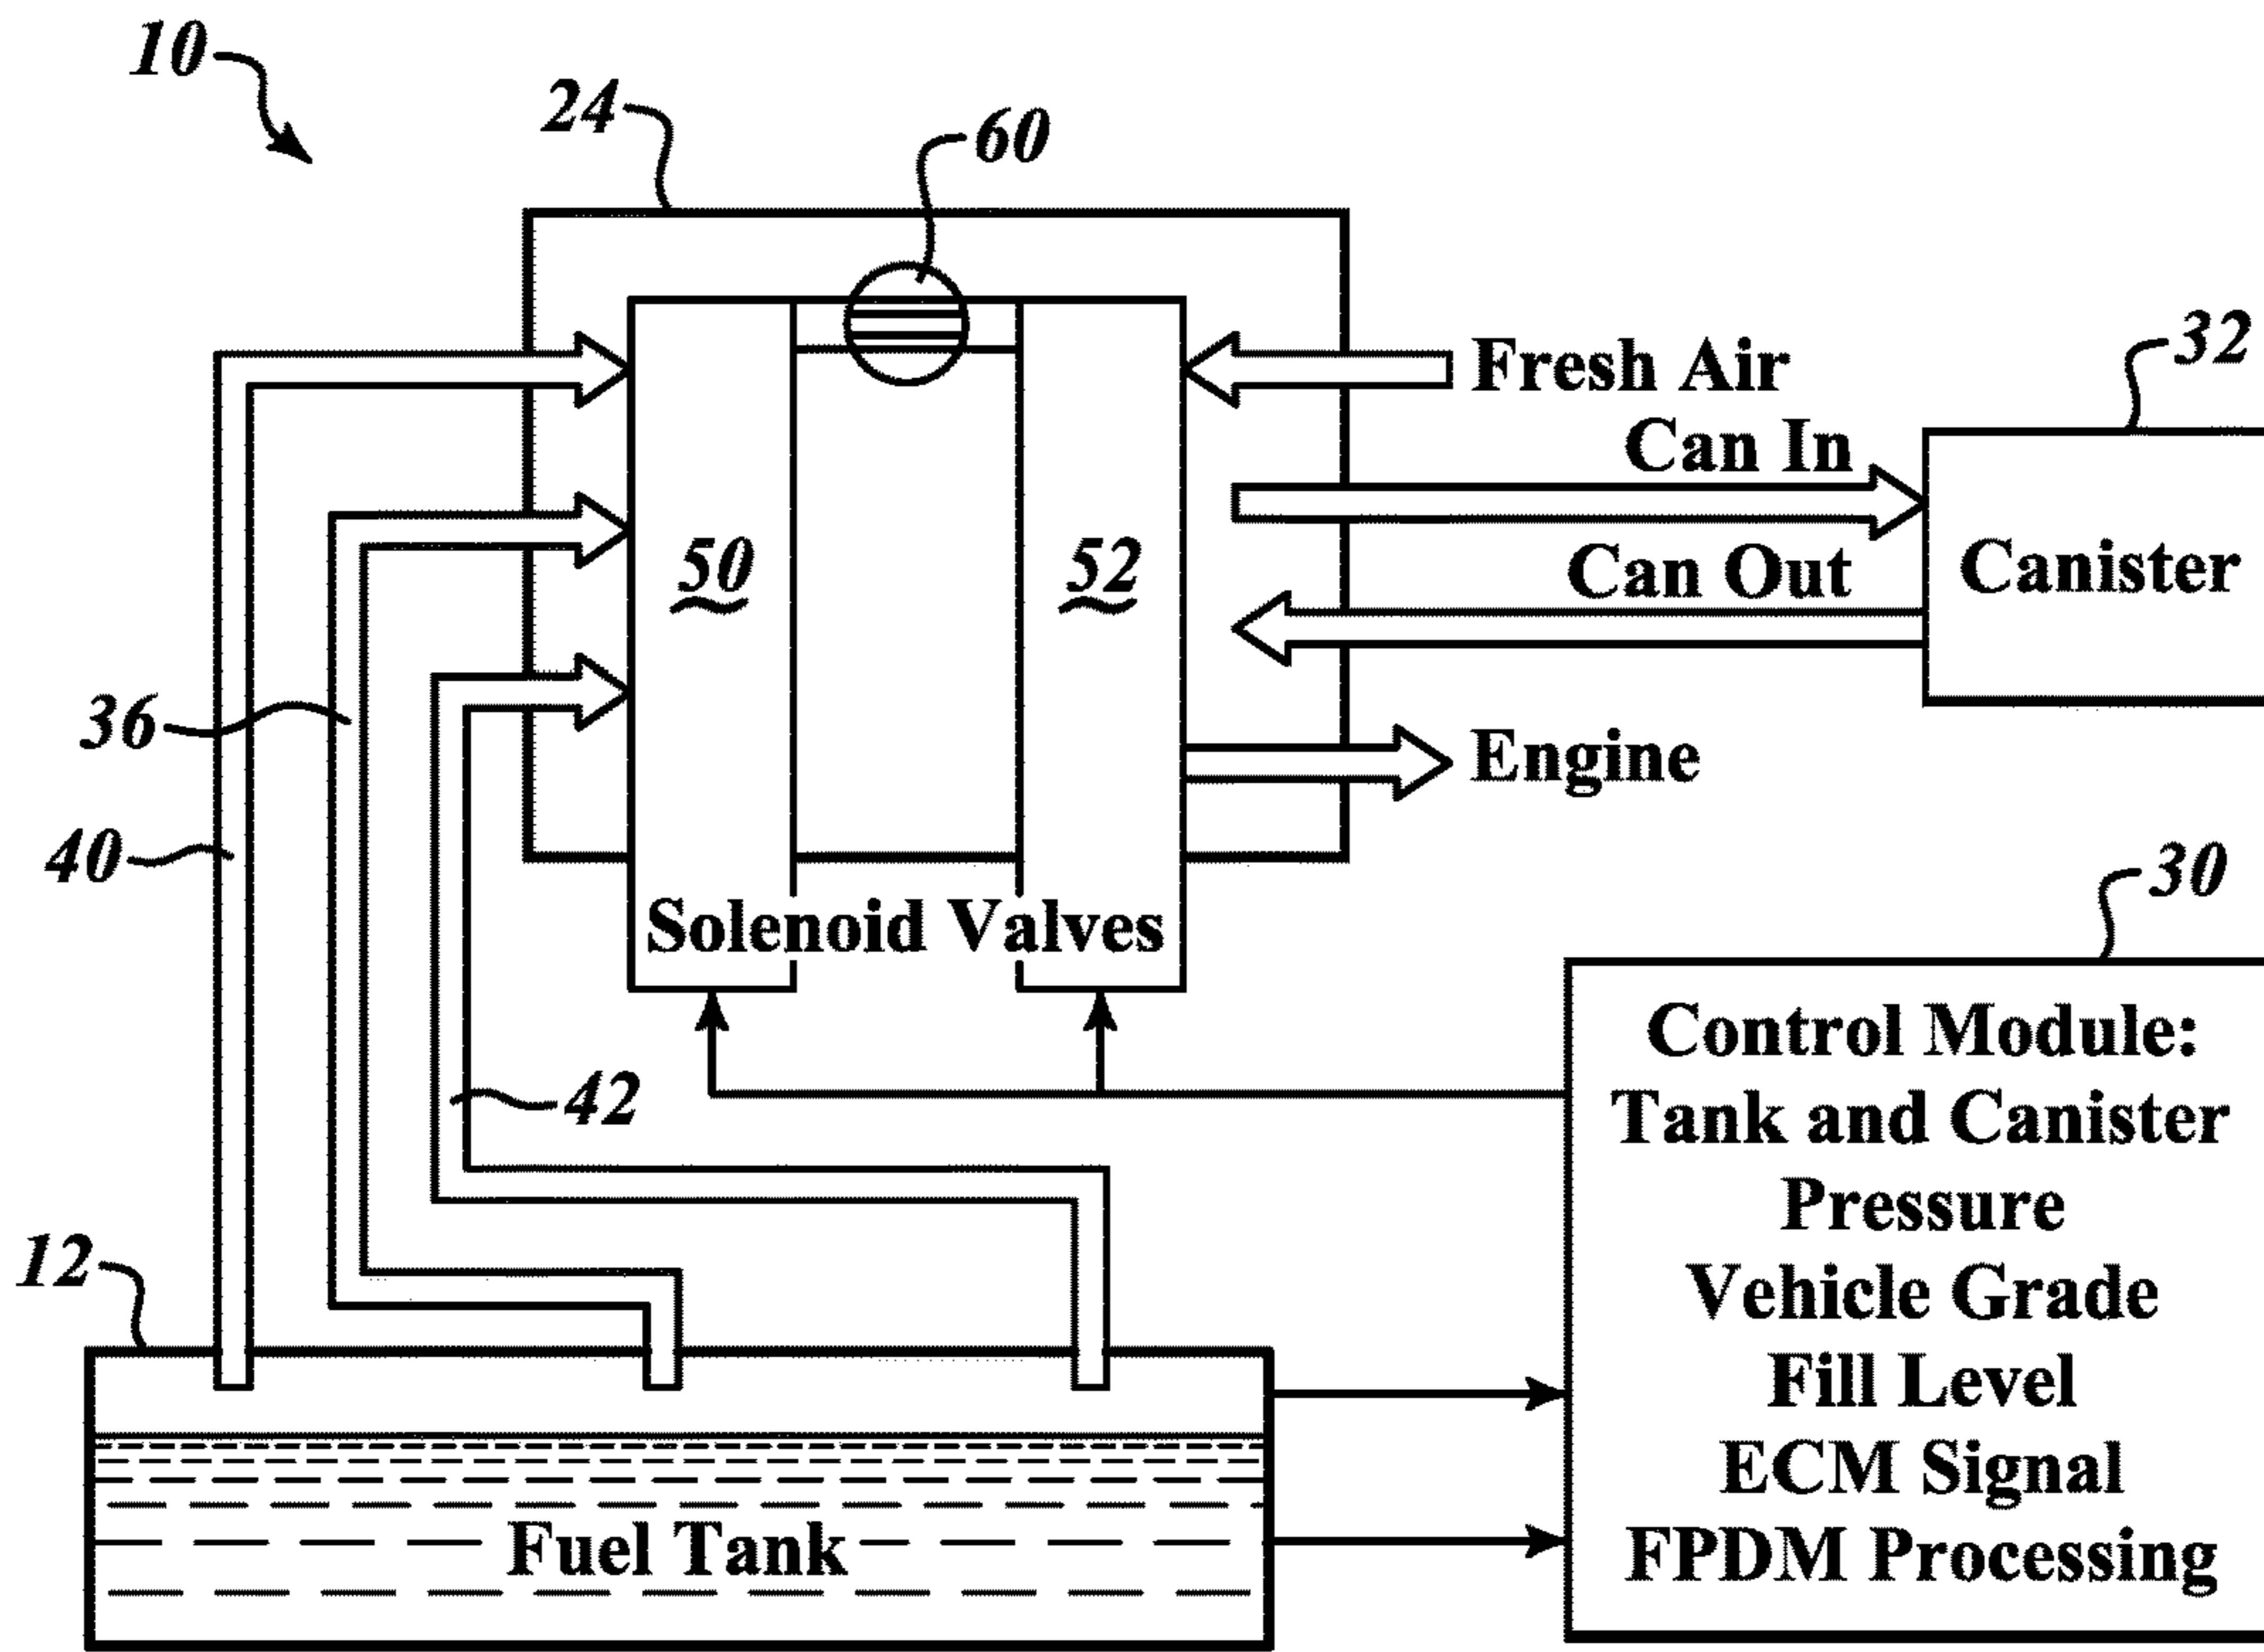 10
24
60
Fresh Air
32
Can In
50
52
Can Out
Canister
36
Engine
40
30
Solenoid Valves
Control Module:
Tank and Canister
Pressure
Vehicle Grade
Fill Level
ECM Signal
FPDM Processing
42
12
Fuel Tank